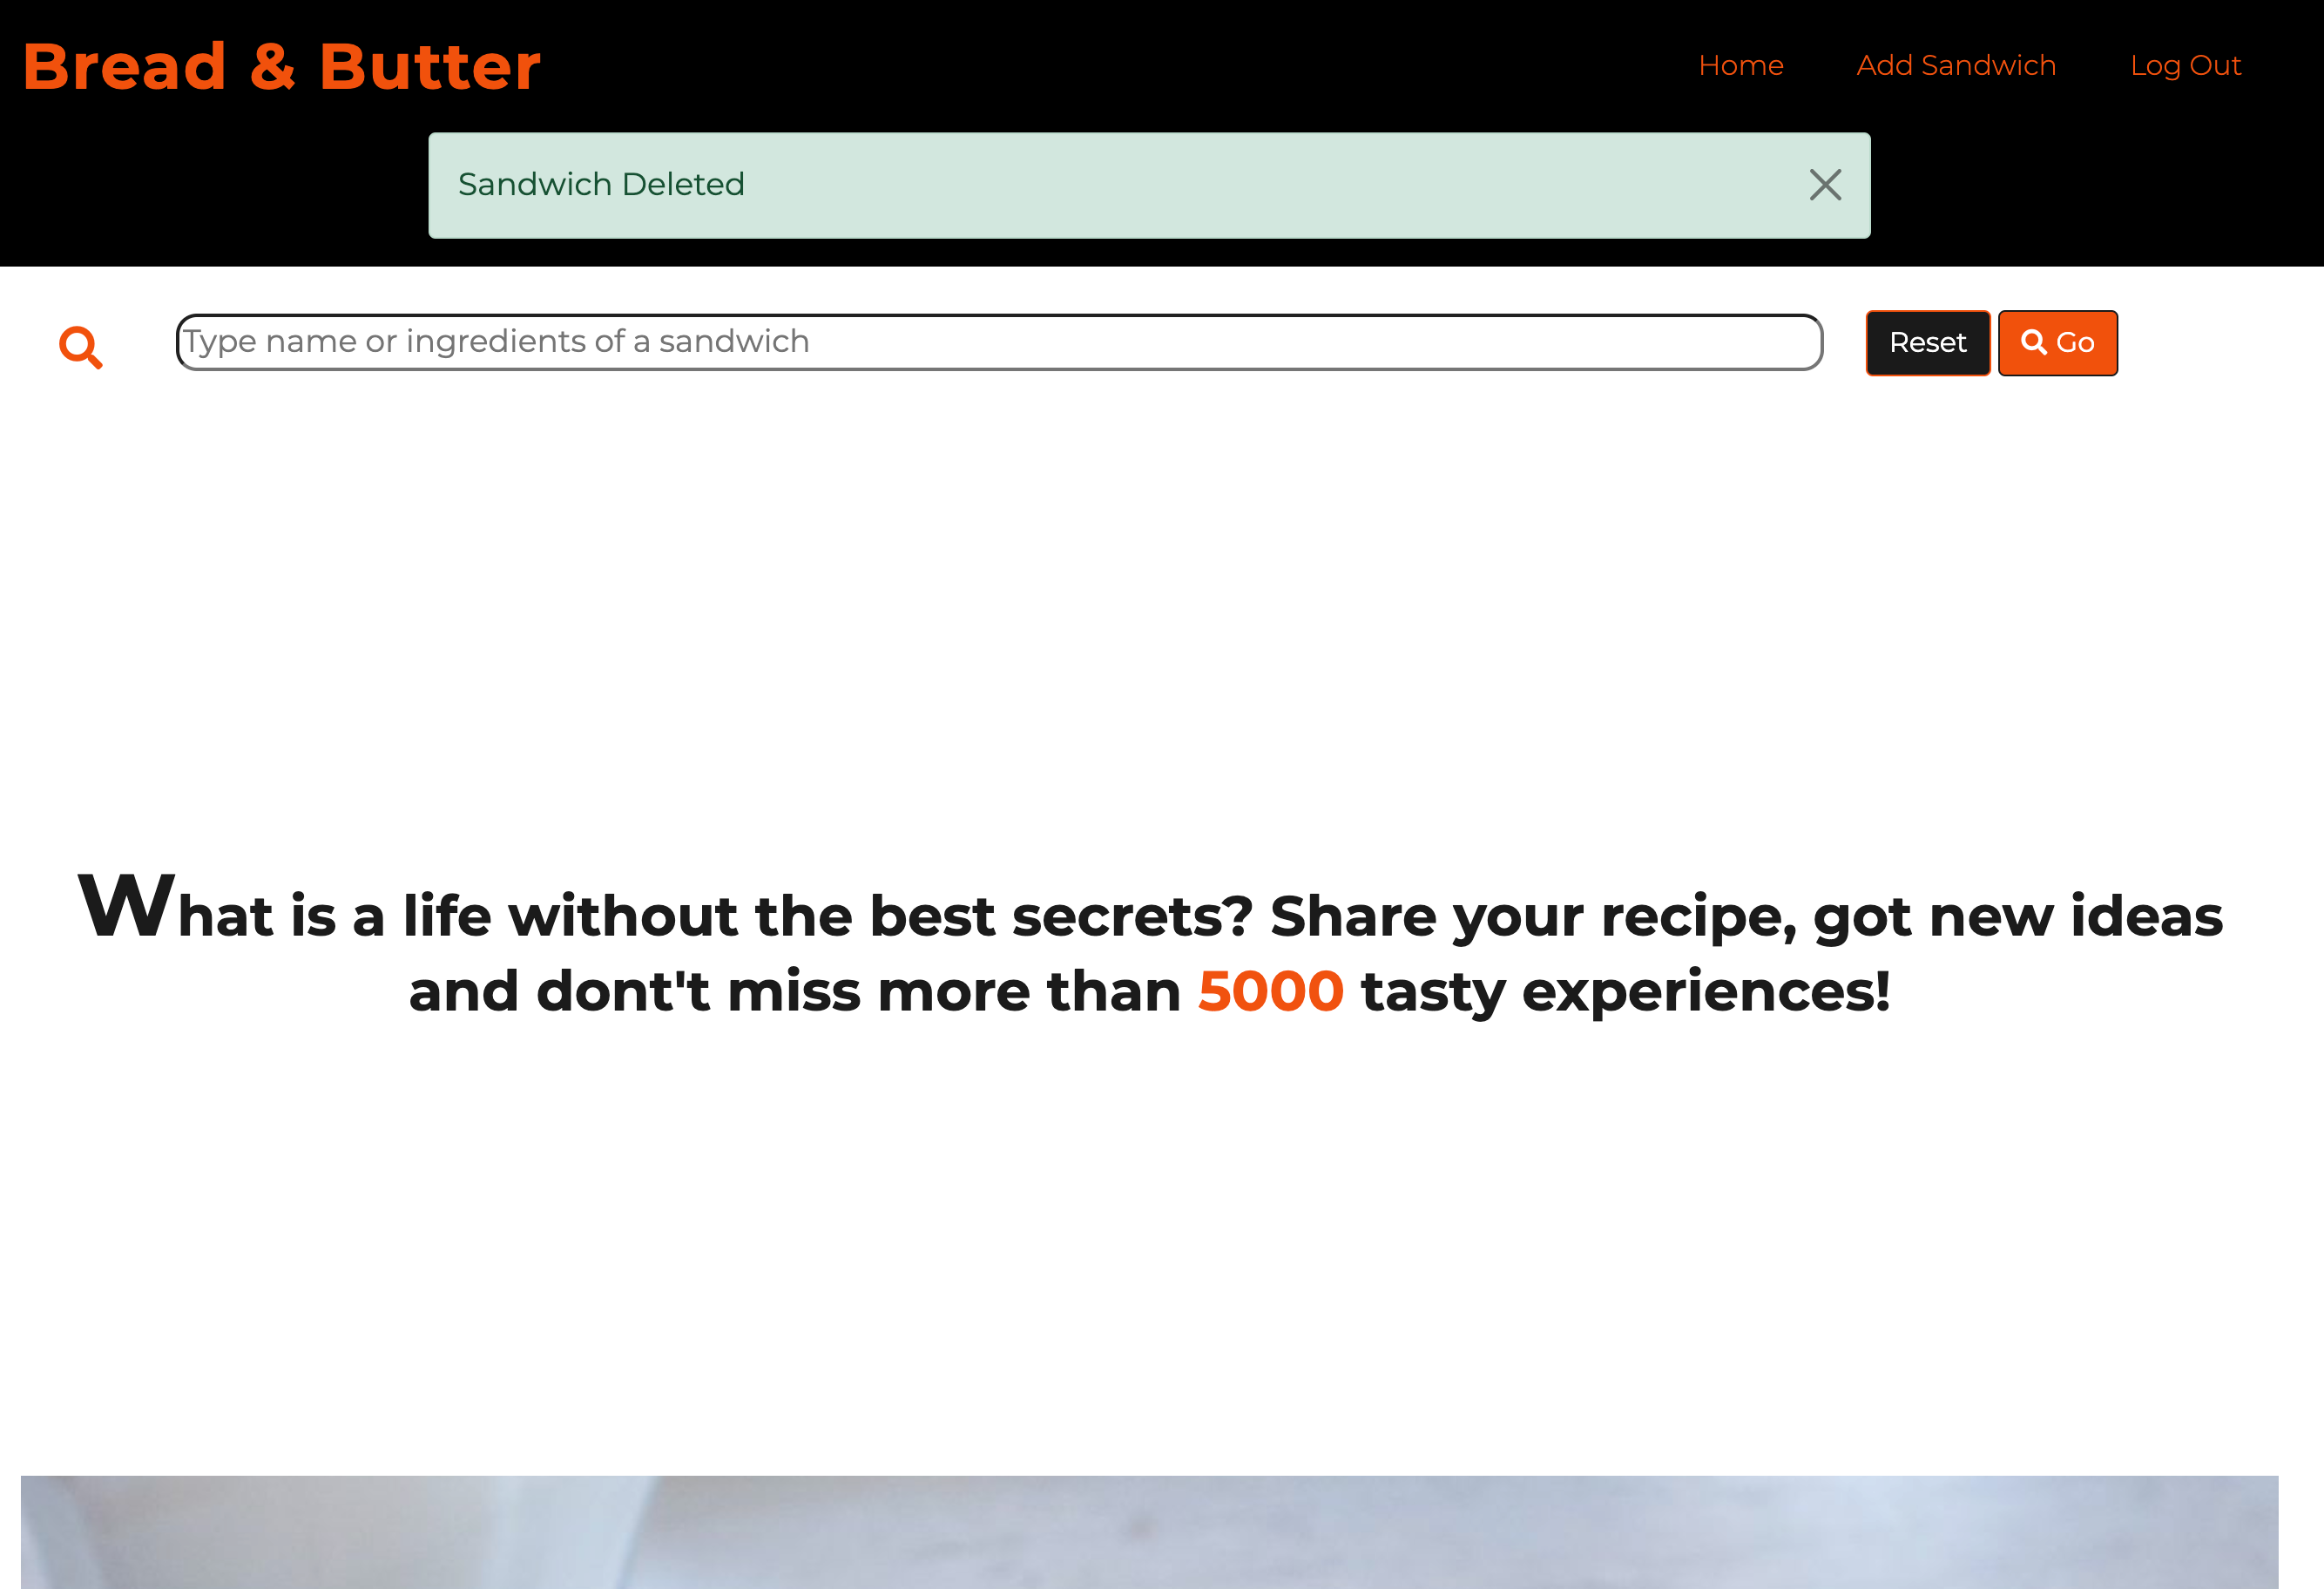 Bread & Butter
Home
Add Sandwich
Log Out
Sandwich Deleted
Type name or ingredients of a sandwich
Reset
Go
What is a life without the best secrets? Share your recipe, got new ideas
and dont't miss more than 5000 tasty experiences!